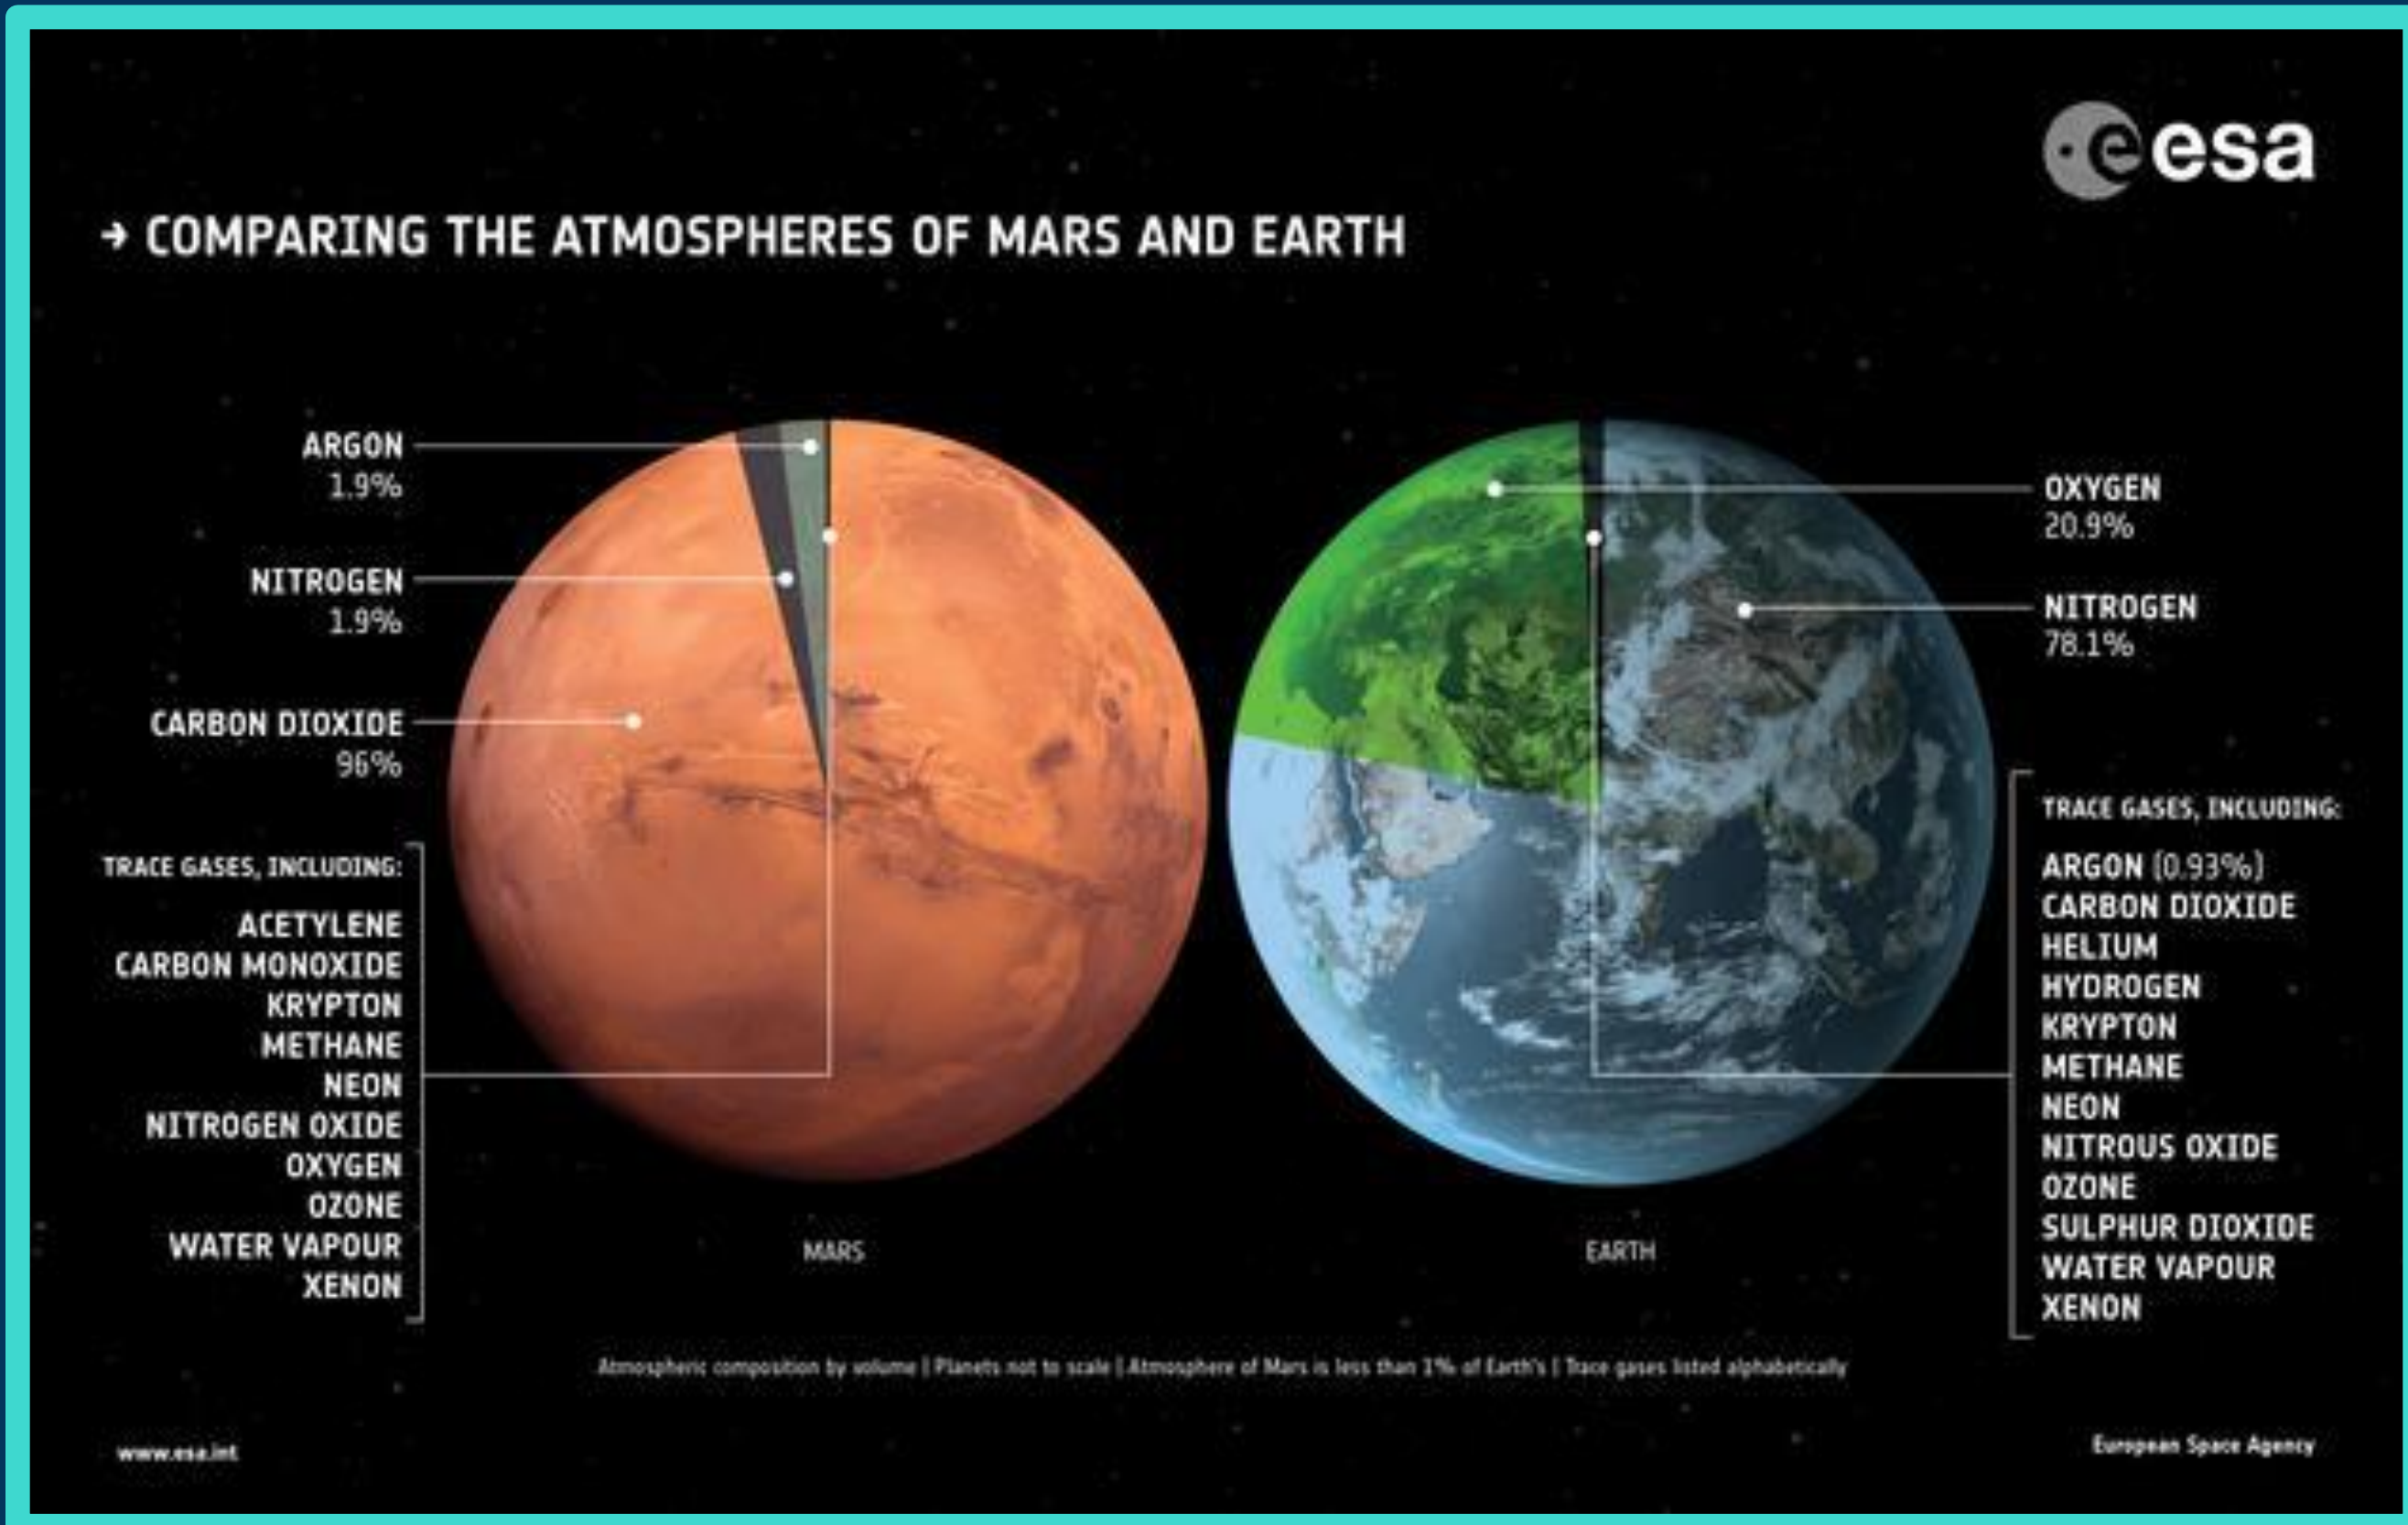 esa
→ COMPARING THE ATMOSPHERES OF MARS AND EARTH
ARGON
1.9%
NITROGEN
1.9%
CARBON DIOXIDE
96%
TRACE GASES, INCLUDING:
ACETYLENE
CARBON MONOXIDE
KRYPTON
METHANE
NEON
NITROGEN OXIDE
OXYGEN
OZONE
WATER VAPOUR
XENON
MARS
OXYGEN
20.9%
NITROGEN
78.1%
TRACE GASES, INCLUDING:
ARGON (0.93%)
CARBON DIOXIDE
HELIUM
HYDROGEN
KRYPTON
METHANE
NEON
NITROUS OXIDE
OZONE
SULPHUR DIOXIDE
WATER VAPOUR
XENON
EARTH
Atmospheric composition by volume | Planets not to scale | Atmosphere of Mars is less than 1% of Earth's | Trace gases listed alphabetically
www.esa.int
European Space Agency